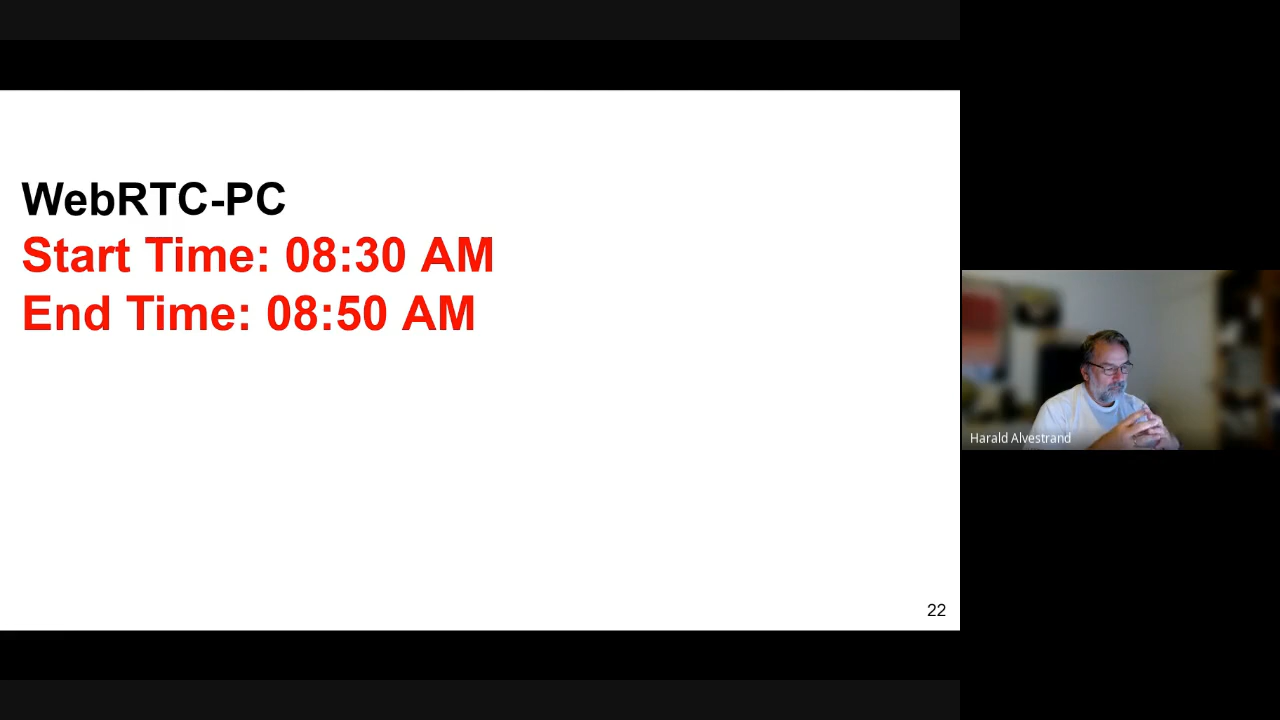 WebRTC-PC
Start Time: 08:30 AM
End Time: 08:50 AM
22
Harald Alvestrand